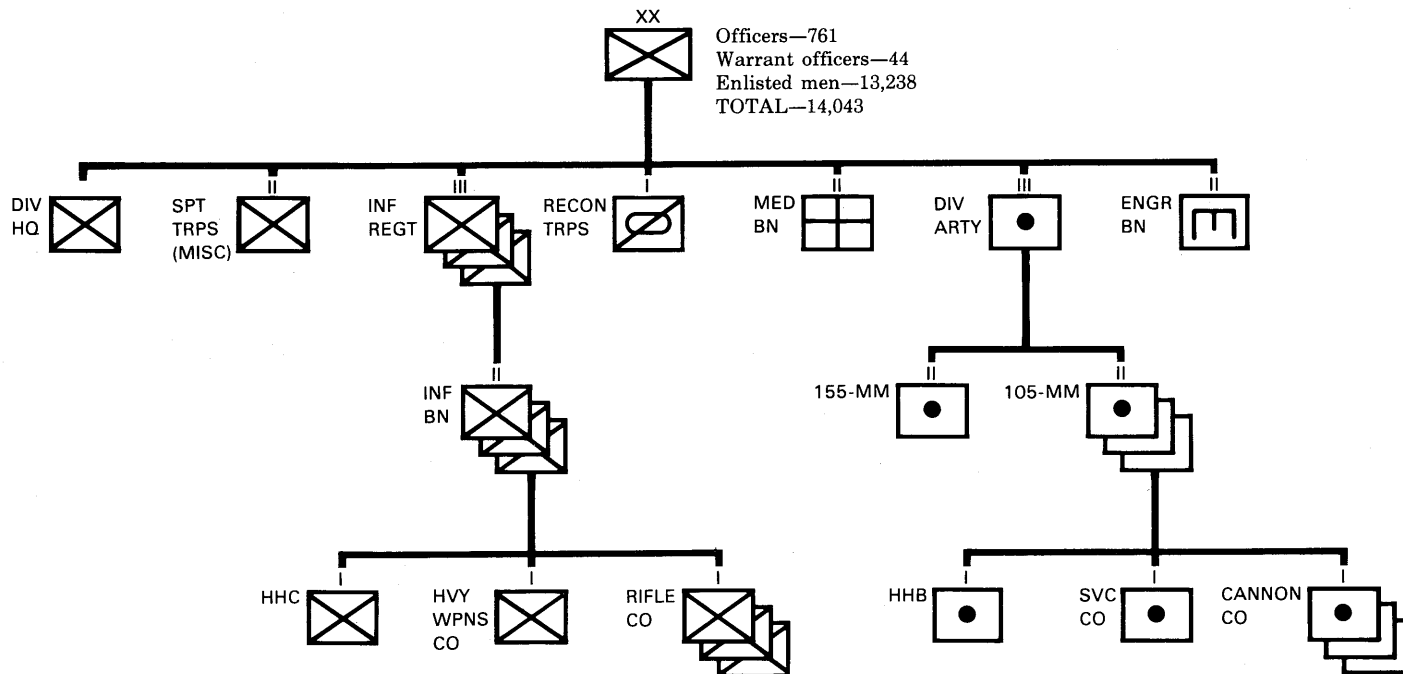 XX
Officers—761
Warrant officers—44
Enlisted men—13,238
TOTAL—14,043
DIV
HQ
II
SPT
TRPS
(MISC)
III
INF
REGT
I
RECON
TRPS
II
MED
BN
III
DIV
ARTY
II
ENGR
BN
II
INF
BN
II
155-MM
II
105-MM
I
HHC
I
HVY
WPNS
CO
I
RIFLE
CO
I
HHB
I
SVC
CO
I
CANNON
CO